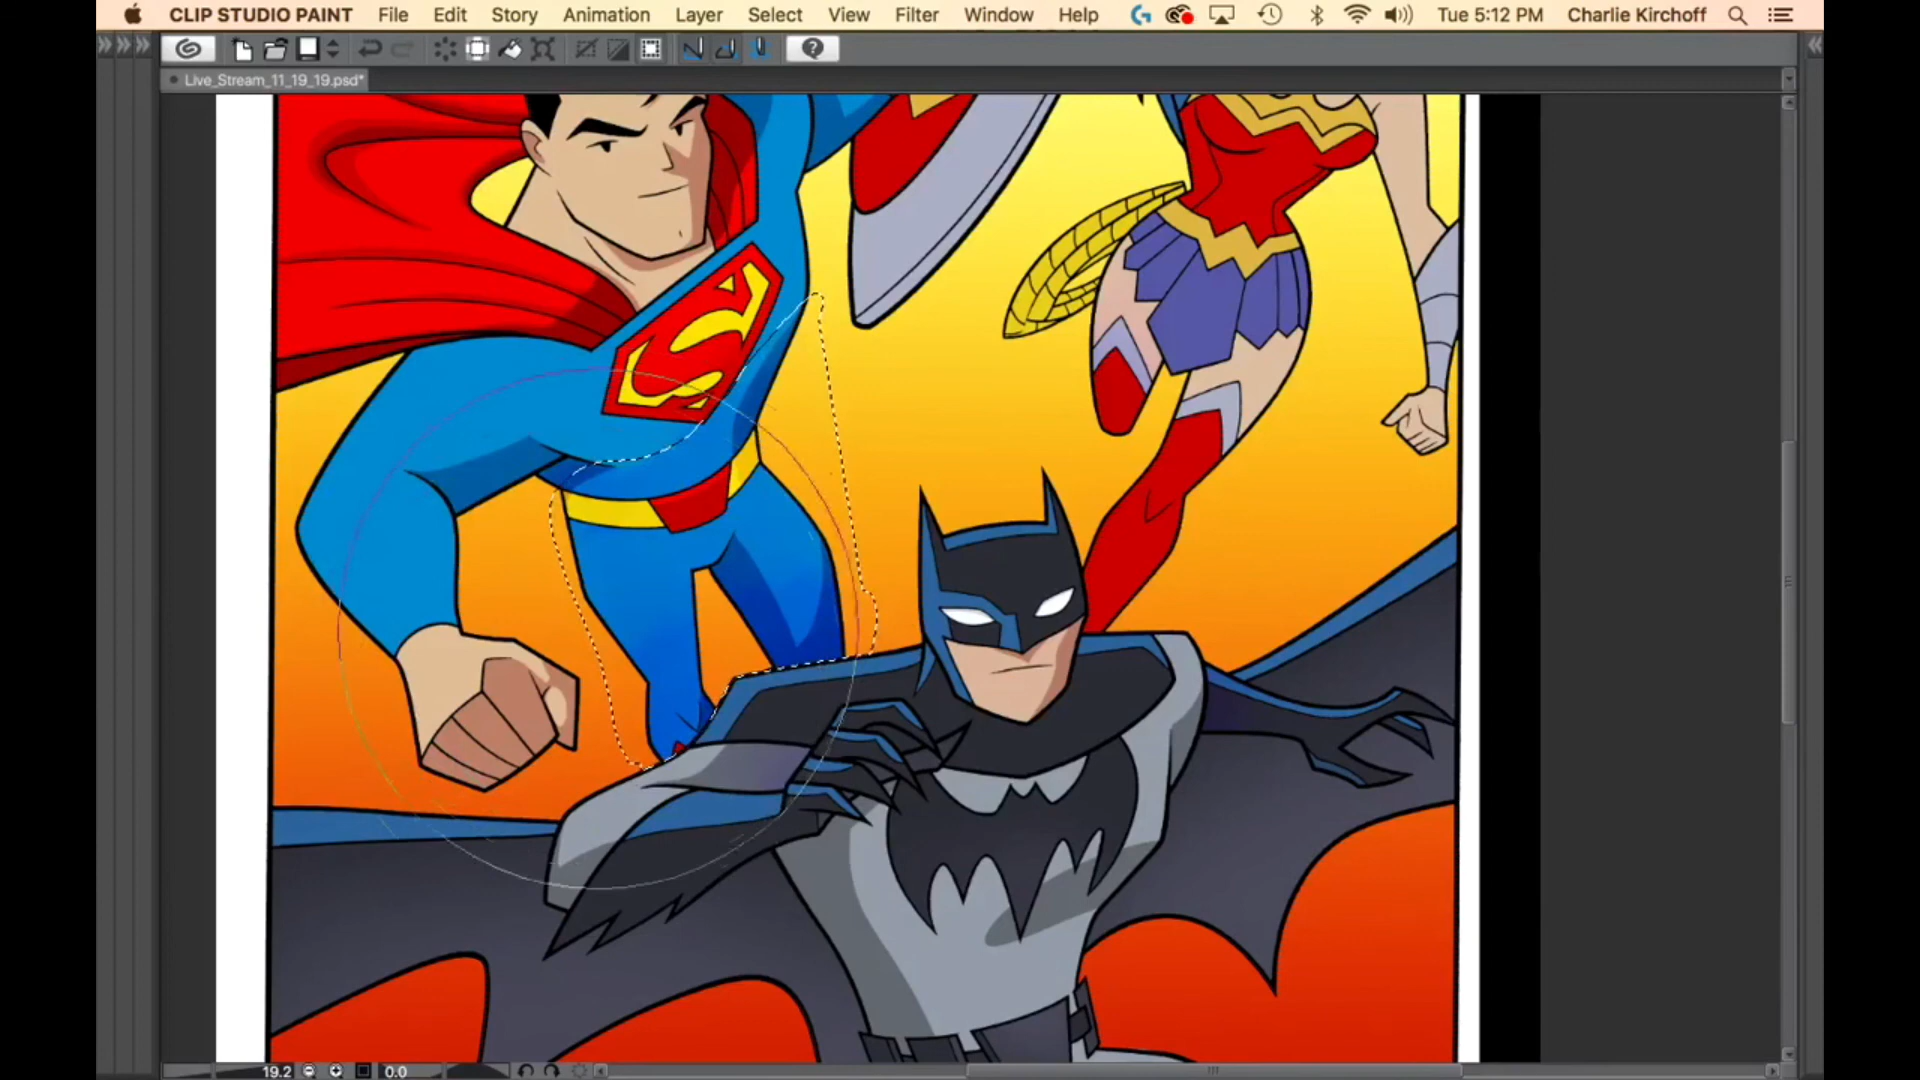 CLIP STUDIO PAINT File Edit Story Animation Layer Select View Filter Window Help Tue 5:12 PM Charlie Kirchoff
Live_Stream_11_19_19.psd*
S
19.2 0.0